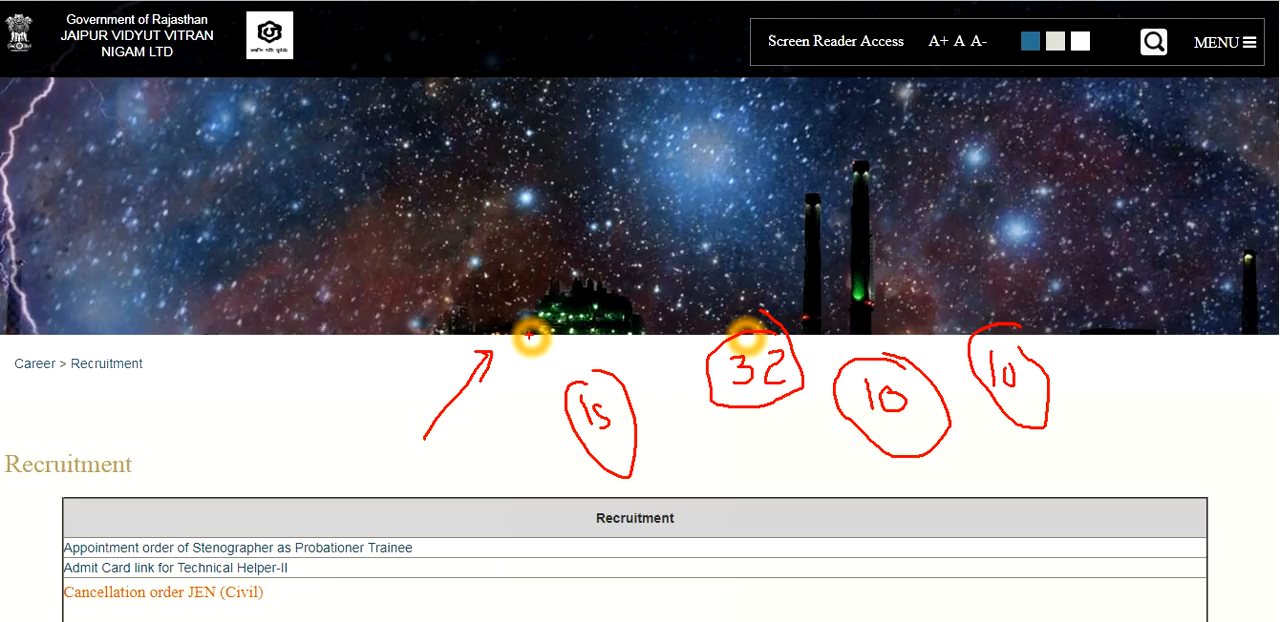 Government of Rajasthan
JAIPUR VIDYUT VITRAN
NIGAM LTD
Screen Reader Access
A+ A A-
MENU
Career > Recruitment
15
32
10
10
Recruitment
Recruitment
Appointment order of Stenographer as Probationer Trainee
Admit Card link for Technical Helper-II
Cancellation order JEN (Civil)